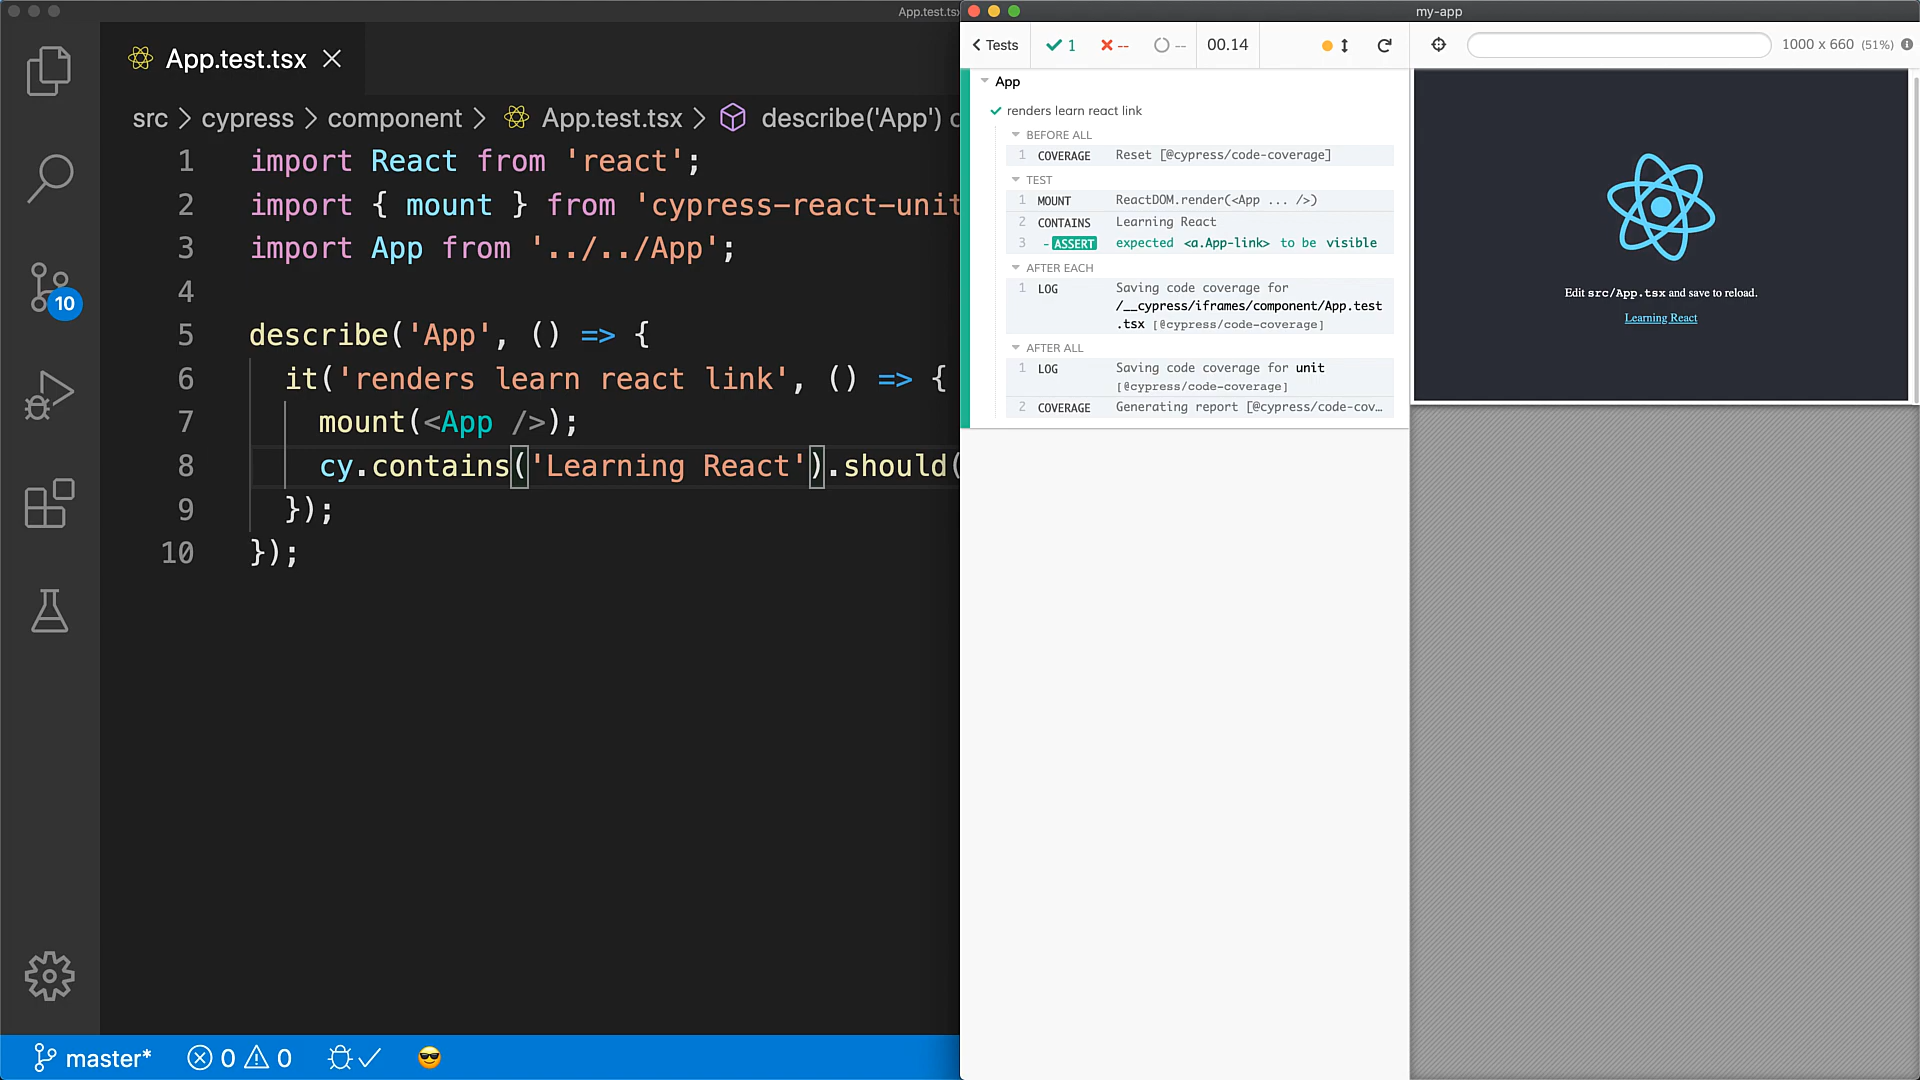 App.test.tsx
my-app
App.test.tsx
src > cypress > component > App.test.tsx > describe('App') c
1 import React from 'react';
2 import { mount } from 'cypress-react-unit
3 import App from '../../App';
4
5 describe('App', () => {
6 it('renders learn react link', () => {
7 mount(<App />);
8 cy.contains('Learning React').should(
9 });
10 });
10
master*
0 0
Tests
1
--
--
00.14
1000 x 660 (51%)
App
renders learn react link
BEFORE ALL
1 COVERAGE Reset [@cypress/code-coverage]
TEST
1 MOUNT ReactDOM.render(<App ... />)
2 CONTAINS Learning React
3 -ASSERT expected <a.App-link> to be visible
AFTER EACH
1 LOG Saving code coverage for
/__cypress/iframes/component/App.test
.tsx [@cypress/code-coverage]
AFTER ALL
1 LOG Saving code coverage for unit
[@cypress/code-coverage]
2 COVERAGE Generating report [@cypress/code-cov…
Edit src/App.tsx and save to reload.
Learning React